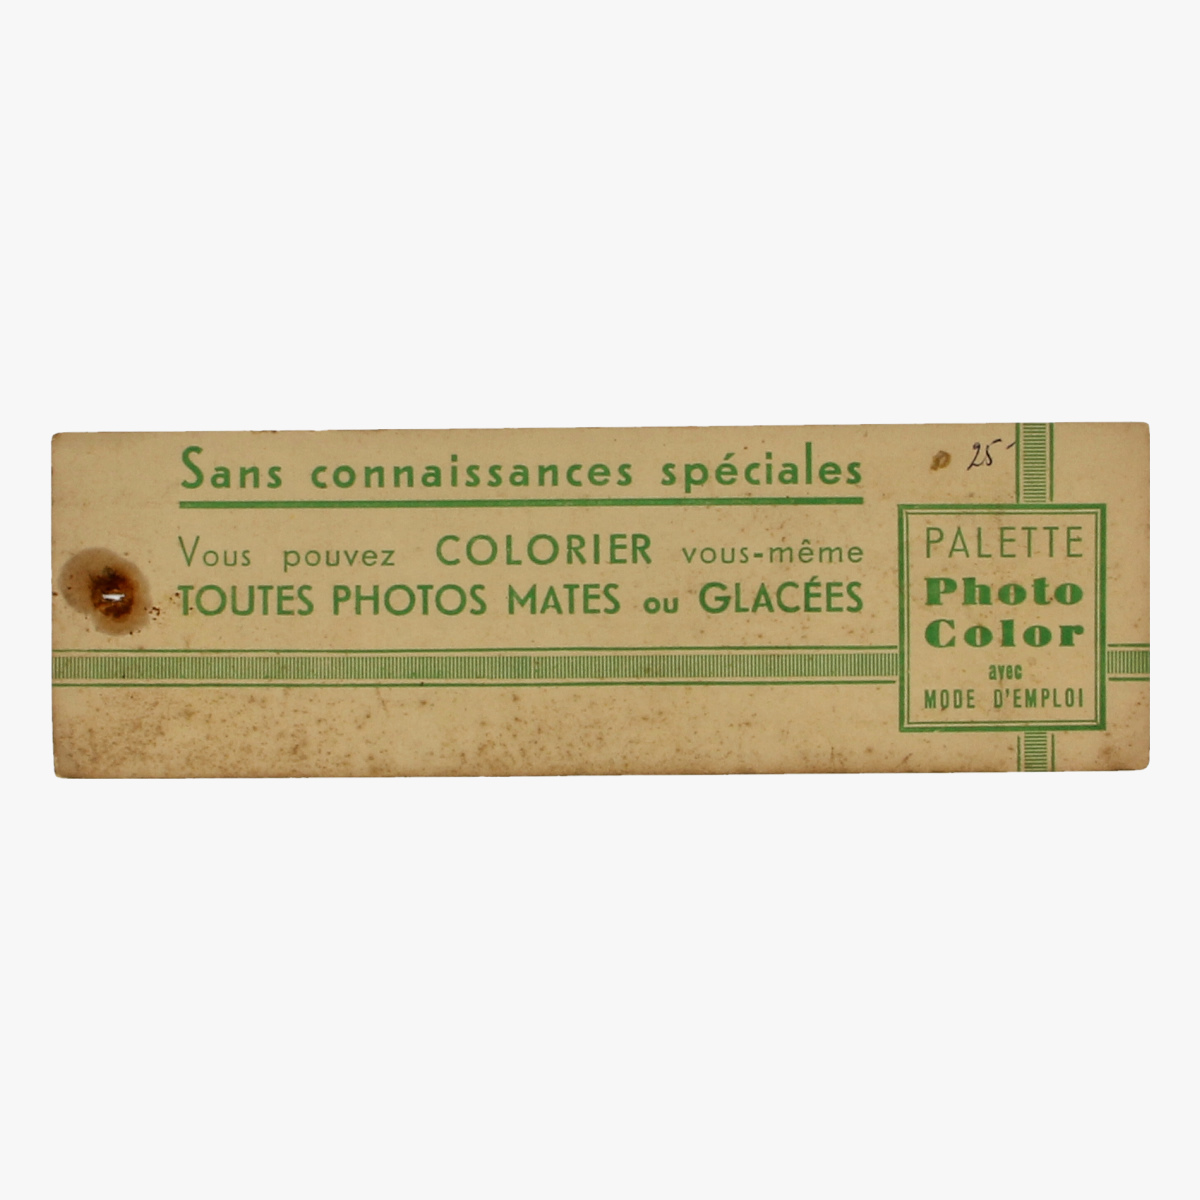 Sans connaissances spéciales
Vous pouvez COLORIER vous-même
TOUTES PHOTOS MATES ou GLACÉES
25
PALETTE
Photo
Color
avec
MODE D'EMPLOI